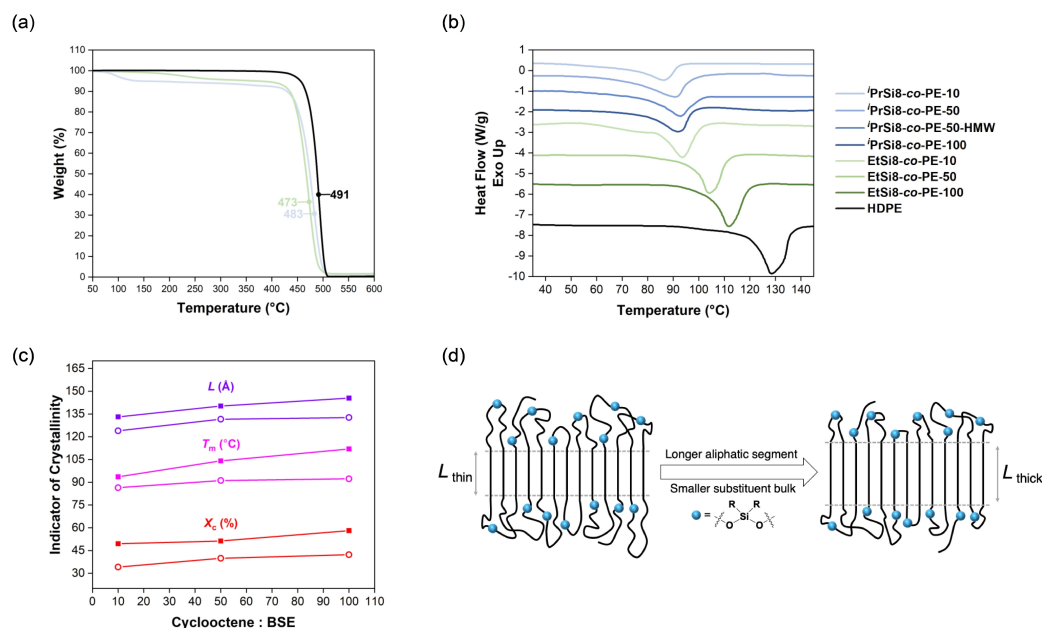 (a)
110
100
90
80
70
60
50
40
30
20
10
0
Weight (%)
491
473
483
50 100 150 200 250 300 350 400 450 500 550 600
Temperature (°C)
(b)
1
0
-1
-2
-3
-4
-5
-6
-7
-8
-9
-10
Heat Flow (W/g)
Exo Up
40 50 60 70 80 90 100 110 120 130 140
Temperature (°C)
iPrSi8-co-PE-10
iPrSi8-co-PE-50
iPrSi8-co-PE-50-HMW
iPrSi8-co-PE-100
EtSi8-co-PE-10
EtSi8-co-PE-50
EtSi8-co-PE-100
HDPE
(c)
165
150
135
120
105
90
75
60
45
30
Indicator of Crystallinity
L (Å)
Tm (°C)
Xc (%)
0 10 20 30 40 50 60 70 80 90 100 110
Cyclooctene : BSE
(d)
L thin
Longer aliphatic segment
Smaller substituent bulk
R R
= O Si O
L thick